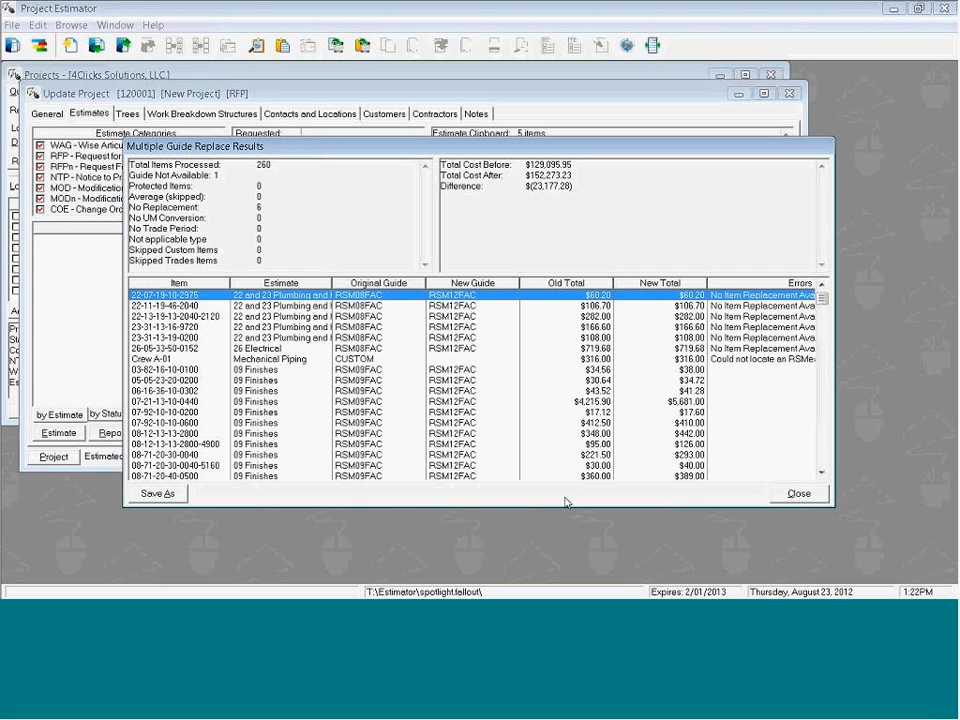 Project Estimator
File Edit Browse Window Help
Projects - [4Clicks Solutions, LLC.]
Update Project [120001] [New Project] [RFP]
General Estimates Trees Work Breakdown Structures Contacts and Locations Customers Contractors Notes
Estimate Categories Requested: Estimate Clipboard: 5 items
WAG - Wise Articu
RFP - Request for
RFPn - Request F
NTP - Notice to Pr
MOD - Modificatio
MODn - Modificatio
COE - Change Ord
by Estimate by Statu
Estimate Repo
Project Estimated
Multiple Guide Replace Results
Total Items Processed: 260
Guide Not Available: 1
Protected Items: 0
Average (skipped): 0
No Replacement: 6
No UM Conversion: 0
No Trade Period: 0
Not applicable type 0
Skipped Custom Items 0
Skipped Trades Items 0
Total Cost Before: $129,095.95
Total Cost After: $152,273.23
Difference: $(23,177.28)
Item Estimate Original Guide New Guide Old Total New Total Errors
22-07-19-10-2975 22 and 23 Plumbing and H RSM08FAC RSM12FAC $60.20 $60.20 No Item Replacement Ava
22-11-19-46-2040 22 and 23 Plumbing and H RSM08FAC RSM12FAC $106.70 $106.70 No Item Replacement Ava
22-13-19-13-2040-2120 22 and 23 Plumbing and H RSM08FAC RSM12FAC $282.00 $282.00 No Item Replacement Ava
23-31-13-16-9720 22 and 23 Plumbing and H RSM08FAC RSM12FAC $166.60 $166.60 No Item Replacement Ava
23-31-13-19-0200 22 and 23 Plumbing and H RSM08FAC RSM12FAC $108.00 $108.00 No Item Replacement Ava
26-05-33-50-0152 26 Electrical RSM08FAC RSM12FAC $719.68 $719.68 No Item Replacement Ava
Crew A-01 Mechanical Piping CUSTOM $316.00 $316.00 Could not locate an RSMe
03-82-16-10-0100 09 Finishes RSM08FAC RSM12FAC $34.56 $38.00
05-05-23-20-0200 09 Finishes RSM08FAC RSM12FAC $30.64 $34.72
06-16-36-10-0302 09 Finishes RSM08FAC RSM12FAC $43.52 $41.28
07-21-13-10-0440 09 Finishes RSM08FAC RSM12FAC $4,215.90 $5,681.00
07-92-10-10-0200 09 Finishes RSM08FAC RSM12FAC $17.12 $17.60
07-92-10-10-0600 09 Finishes RSM08FAC RSM12FAC $412.50 $410.00
08-12-13-13-2800 09 Finishes RSM08FAC RSM12FAC $348.00 $442.00
08-12-13-13-2800-4900 09 Finishes RSM08FAC RSM12FAC $95.00 $126.00
08-71-20-30-0040 09 Finishes RSM08FAC RSM12FAC $221.50 $293.00
08-71-20-30-0040-5160 09 Finishes RSM08FAC RSM12FAC $30.00 $40.00
08-71-20-40-0500 09 Finishes RSM08FAC RSM12FAC $360.00 $389.00
Save As Close
T:\Estimator\spotlight.fallout\ Expires: 2/01/2013 Thursday, August 23, 2012 1:22PM